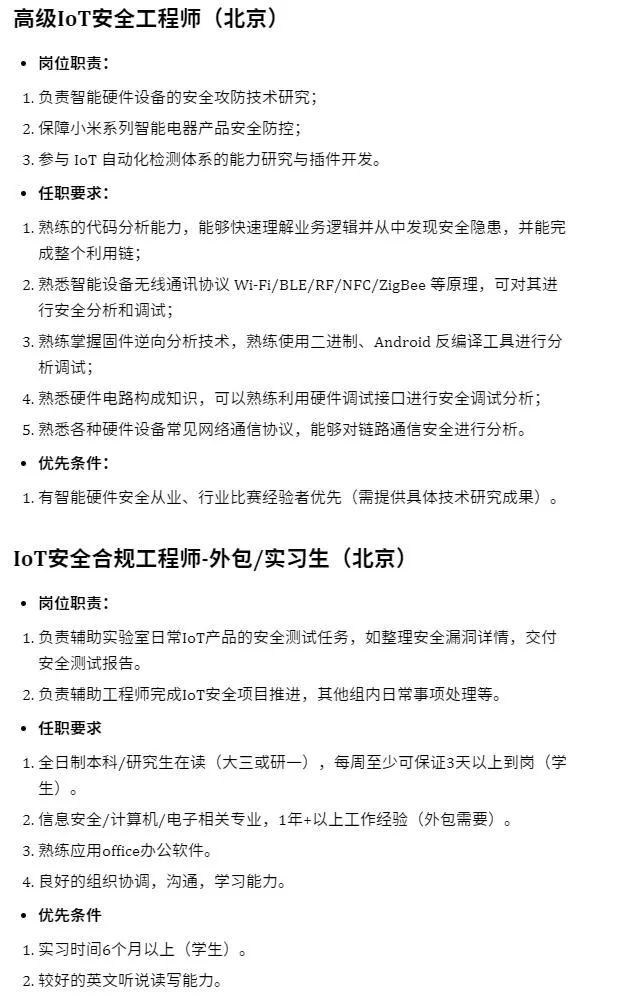 高级IoT安全工程师（北京）
• 岗位职责：
1. 负责智能硬件设备的安全攻防技术研究；
2. 保障小米系列智能电器产品安全防控；
3. 参与 IoT 自动化检测体系的能力研究与插件开发。
• 任职要求：
1. 熟练的代码分析能力，能够快速理解业务逻辑并从中发现安全隐患，并能完
成整个利用链；
2. 熟悉智能设备无线通讯协议 Wi-Fi/BLE/RF/NFC/ZigBee 等原理，可对其进
行安全分析和调试；
3. 熟练掌握固件逆向分析技术，熟练使用二进制、Android 反编译工具进行分
析调试；
4. 熟悉硬件电路构成知识，可以熟练利用硬件调试接口进行安全调试分析；
5. 熟悉各种硬件设备常见网络通信协议，能够对链路通信安全进行分析。
• 优先条件：
1. 有智能硬件安全从业、行业比赛经验者优先（需提供具体技术研究成果）。
IoT安全合规工程师-外包/实习生（北京）
• 岗位职责：
1. 负责辅助实验室日常IoT产品的安全测试任务，如整理安全漏洞详情，交付
安全测试报告。
2. 负责辅助工程师完成IoT安全项目推进，其他组内日常事项处理等。
• 任职要求
1. 全日制本科/研究生在读（大三或研一），每周至少可保证3天以上到岗（学
生）。
2. 信息安全/计算机/电子相关专业，1年+以上工作经验（外包需要）。
3. 熟练应用office办公软件。
4. 良好的组织协调，沟通，学习能力。
• 优先条件
1. 实习时间6个月以上（学生）。
2. 较好的英文听说读写能力。